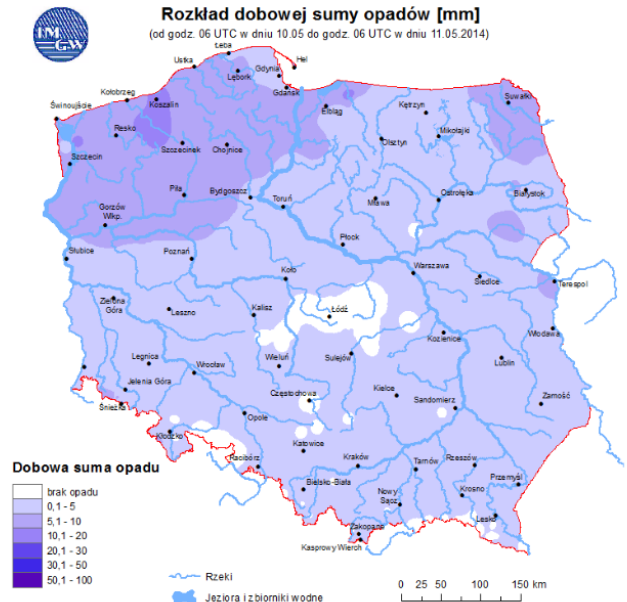 IM
GW
Rozkład dobowej sumy opadów [mm]
(od godz. 06 UTC w dniu 10.05 do godz. 06 UTC w dniu 11.05.2014)
Łeba
Ustka
Lębork
Gdynia
Hel
Gdańsk
Kołobrzeg
Koszalin
Świnoujście
Resko
Elbląg
Kętrzyn
Suwałki
Szczecin
Szczecinek
Chojnice
Olsztyn
Mikołajki
Piła
Bydgoszcz
Toruń
Mława
Ostrołęka
Białystok
Gorzów
Wlkp.
Płock
Słubice
Poznań
Koło
Warszawa
Siedlce
Terespol
Zielona
Góra
Leszno
Kalisz
Łódź
Kozienice
Włodawa
Legnica
Wrocław
Wieluń
Sulejów
Lublin
Jelenia Góra
Częstochowa
Kielce
Sandomierz
Zamość
Śnieżka
Opole
Kłodzko
Katowice
Racibórz
Kraków
Tarnów
Rzeszów
Przemyśl
Bielsko-Biała
Nowy
Sącz
Krosno
Lesko
Zakopane
Kasprowy Wierch
Dobowa suma opadu
brak opadu
0,1 - 5
5,1 - 10
10,1 - 20
20,1 - 30
30,1 - 50
50,1 - 100
Rzeki
Jeziora i zbiorniki wodne
0 25 50 100 150 km